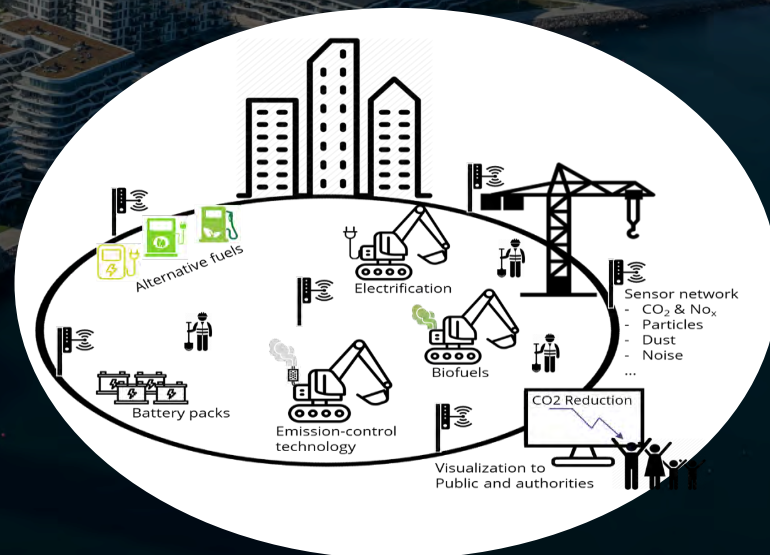 Alternative fuels
Electrification
Sensor network
- CO₂ & Noₓ
- Particles
- Dust
- Noise
...
Biofuels
Battery packs
CO2 Reduction
Emission-control
technology
Visualization to
Public and authorities